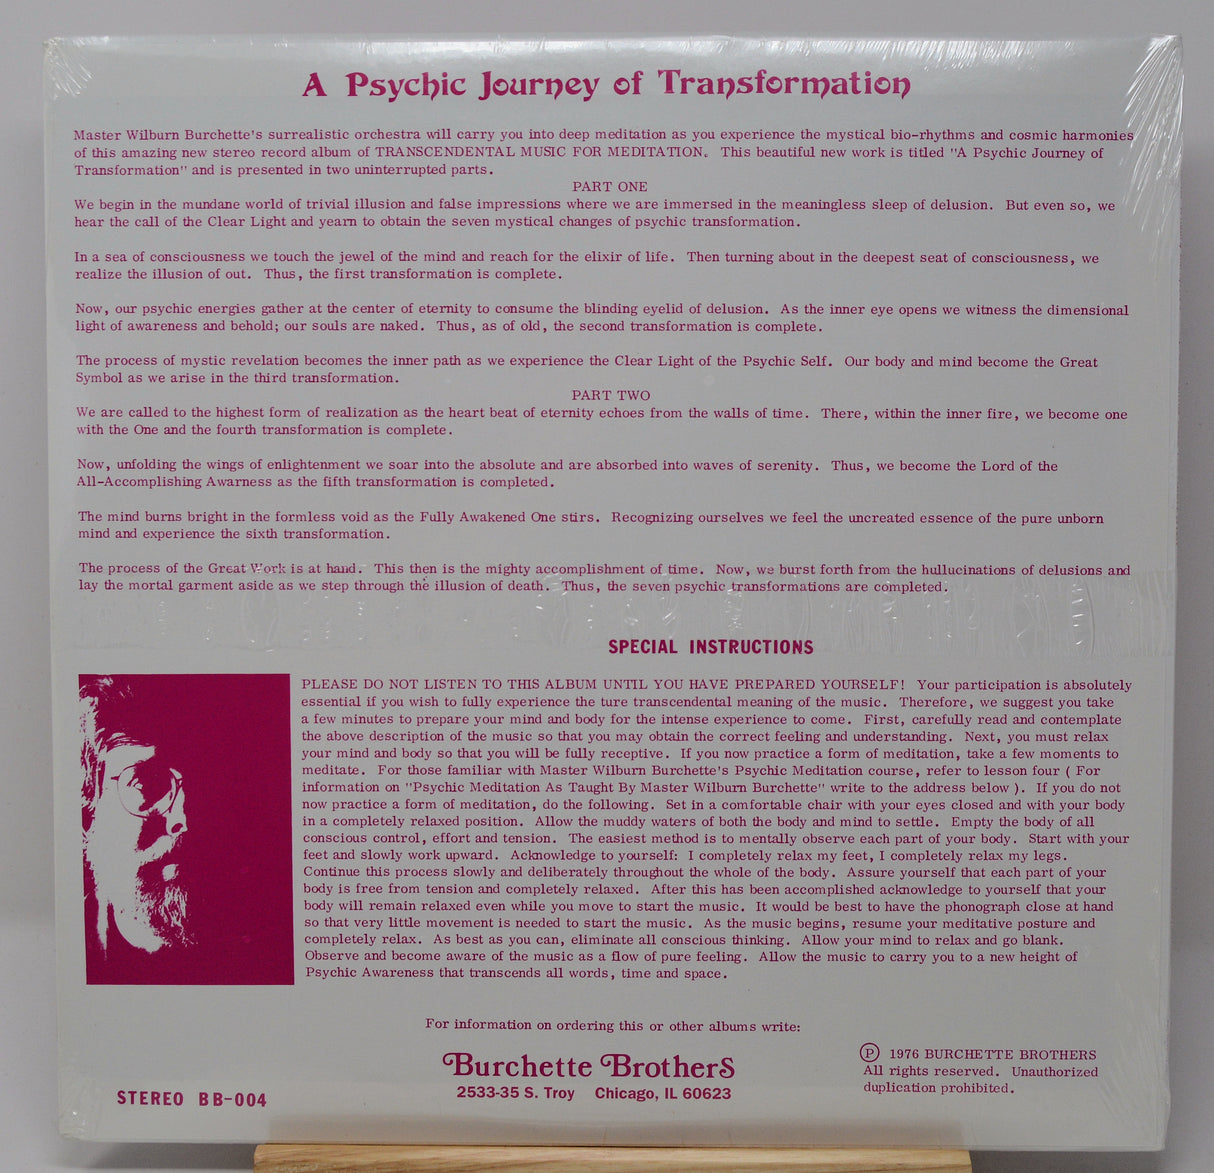 A Psychic Journey of Transformation
Master Wilburn Burchette's surrealistic orchestra will carry you into deep meditation as you experience the mystical bio-rhythms and cosmic harmonies
of this amazing new stereo record album of TRANSCENDENTAL MUSIC FOR MEDITATION. This beautiful new work is titled "A Psychic Journey of
Transformation" and is presented in two uninterrupted parts.
PART ONE
We begin in the mundane world of trivial illusion and false impressions where we are immersed in the meaningless sleep of delusion. But even so, we
hear the call of the Clear Light and yearn to obtain the seven mystical changes of psychic transformation.
In a sea of consciousness we touch the jewel of the mind and reach for the elixir of life. Then turning about in the deepest seat of consciousness, we
realize the illusion of out. Thus, the first transformation is complete.
Now, our psychic energies gather at the center of eternity to consume the blinding eyelid of delusion. As the inner eye opens we witness the dimensional
light of awareness and behold; our souls are naked. Thus, as of old, the second transformation is complete.
The process of mystic revelation becomes the inner path as we experience the Clear Light of the Psychic Self. Our body and mind become the Great
Symbol as we arise in the third transformation.
PART TWO
We are called to the highest form of realization as the heart beat of eternity echoes from the walls of time. There, within the inner fire, we become one
with the One and the fourth transformation is complete.
Now, unfolding the wings of enlightenment we soar into the absolute and are absorbed into waves of serenity. Thus, we become the Lord of the
All-Accomplishing Awarness as the fifth transformation is completed.
The mind burns bright in the formless void as the Fully Awakened One stirs. Recognizing ourselves we feel the uncreated essence of the pure unborn
mind and experience the sixth transformation.
The process of the Great Work is at hand. This then is the mighty accomplishment of time. Now, we burst forth from the hullucinations of delusions and
lay the mortal garment aside as we step through the illusion of death. Thus, the seven psychic transformations are completed.
SPECIAL INSTRUCTIONS
PLEASE DO NOT LISTEN TO THIS ALBUM UNTIL YOU HAVE PREPARED YOURSELF! Your participation is absolutely
essential if you wish to fully experience the ture transcendental meaning of the music. Therefore, we suggest you take
a few minutes to prepare your mind and body for the intense experience to come. First, carefully read and contemplate
the above description of the music so that you may obtain the correct feeling and understanding. Next, you must relax
your mind and body so that you will be fully receptive. If you now practice a form of meditation, take a few moments to
meditate. For those familiar with Master Wilburn Burchette's Psychic Meditation course, refer to lesson four ( For
information on "Psychic Meditation As Taught By Master Wilburn Burchette" write to the address below ). If you do not
now practice a form of meditation, do the following. Set in a comfortable chair with your eyes closed and with your body
in a completely relaxed position. Allow the muddy waters of both the body and mind to settle. Empty the body of all
conscious control, effort and tension. The easiest method is to mentally observe each part of your body. Start with your
feet and slowly work upward. Acknowledge to yourself: I completely relax my feet, I completely relax my legs.
Continue this process slowly and deliberately throughout the whole of the body. Assure yourself that each part of your
body is free from tension and completely relaxed. After this has been accomplished acknowledge to yourself that your
body will remain relaxed even while you move to start the music. It would be best to have the phonograph close at hand
so that very little movement is needed to start the music. As the music begins, resume your meditative posture and
completely relax. As best as you can, eliminate all conscious thinking. Allow your mind to relax and go blank.
Observe and become aware of the music as a flow of pure feeling. Allow the music to carry you to a new height of
Psychic Awareness that transcends all words, time and space.
For information on ordering this or other albums write:
Burchette Brothers
2533-35 S. Troy Chicago, IL 60623
℗ 1976 BURCHETTE BROTHERS
All rights reserved. Unauthorized
duplication prohibited.
STEREO BB-004